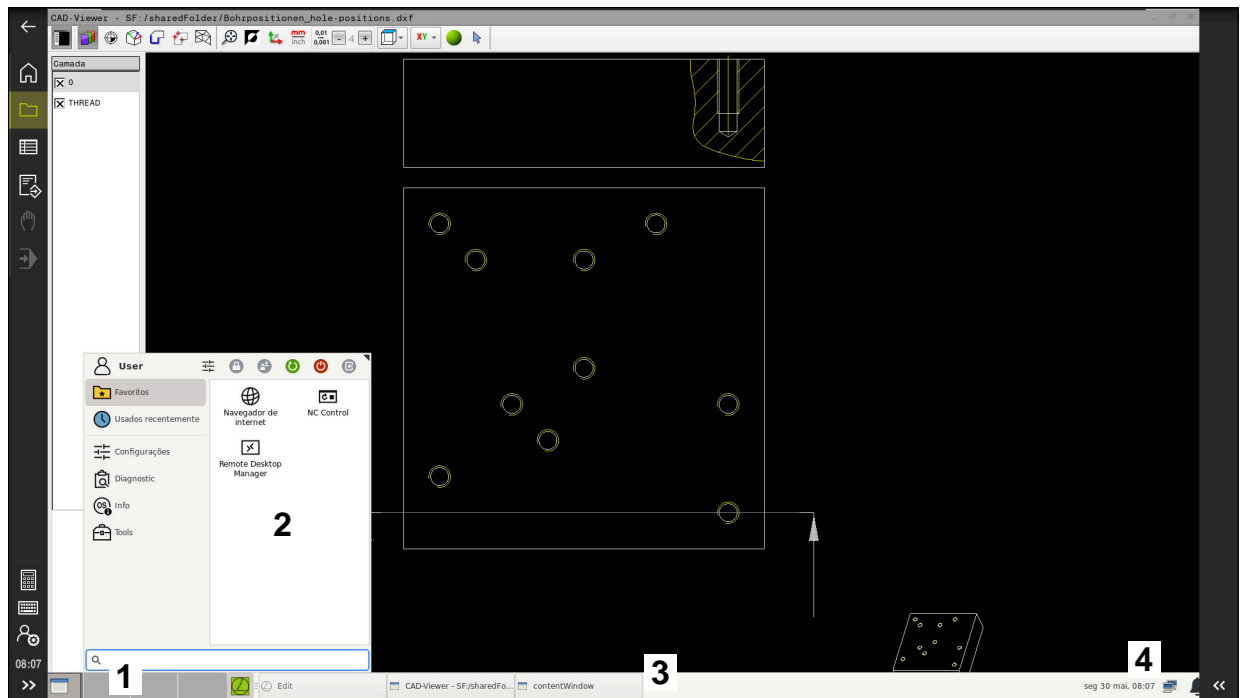 CAD-Viewer - SF:/sharedFolder/Bohrpositionen_hole-positions.dxf
mm
inch
0,01
0,001
4
XY
Camada
0
THREAD
User
Favoritos
Usados recentemente
Configurações
Diagnostic
OS
Info
Tools
Navegador de
internet
NC Control
Remote Desktop
Manager
2
08:07
1
Edit
CAD-Viewer - SF:/sharedFo...
contentWindow
3
4
seg 30 mai, 08:07